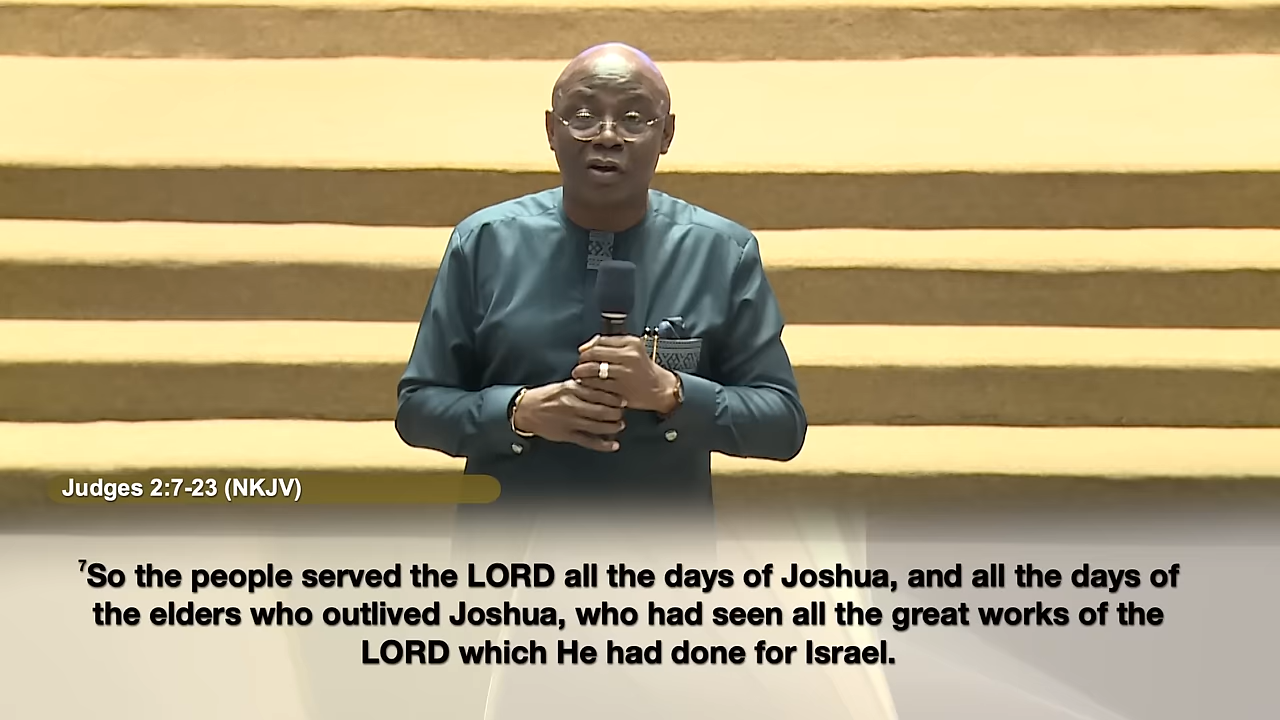 Judges 2:7-23 (NKJV)
7So the people served the LORD all the days of Joshua, and all the days of
the elders who outlived Joshua, who had seen all the great works of the
LORD which He had done for Israel.